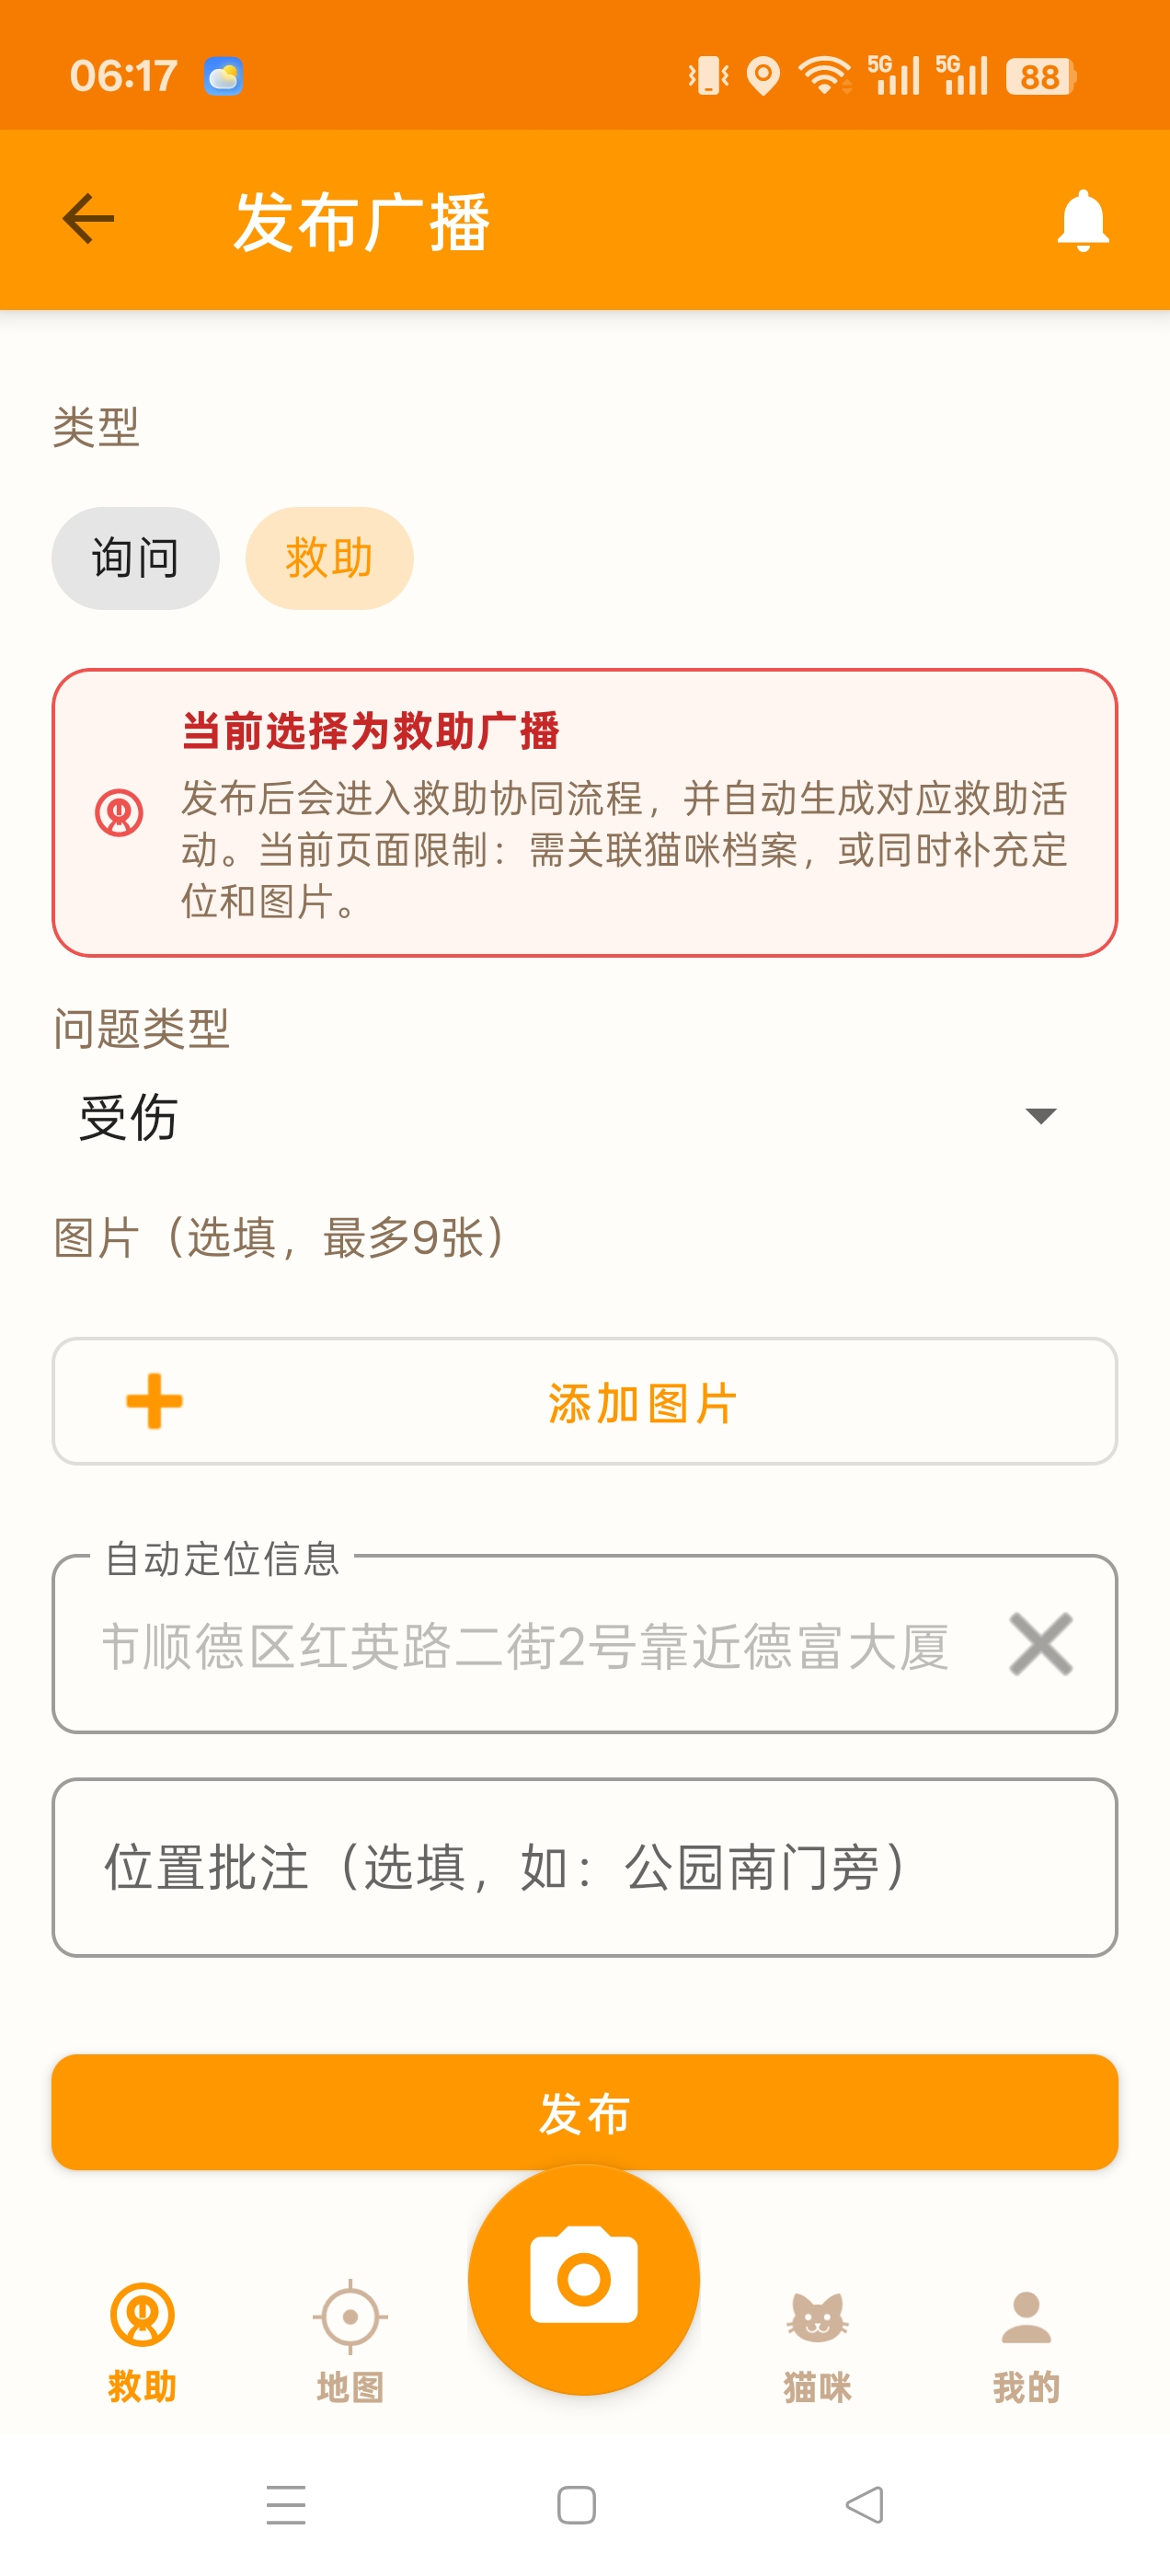 06:17
5G
5G
88
发布广播
类型
询问
救助
当前选择为救助广播
发布后会进入救助协同流程，并自动生成对应救助活
动。当前页面限制：需关联猫咪档案，或同时补充定
位和图片。
问题类型
受伤
图片（选填，最多9张）
添加图片
自动定位信息
市顺德区红英路二街2号靠近德富大厦
位置批注（选填，如：公园南门旁）
发布
救助
地图
猫咪
我的